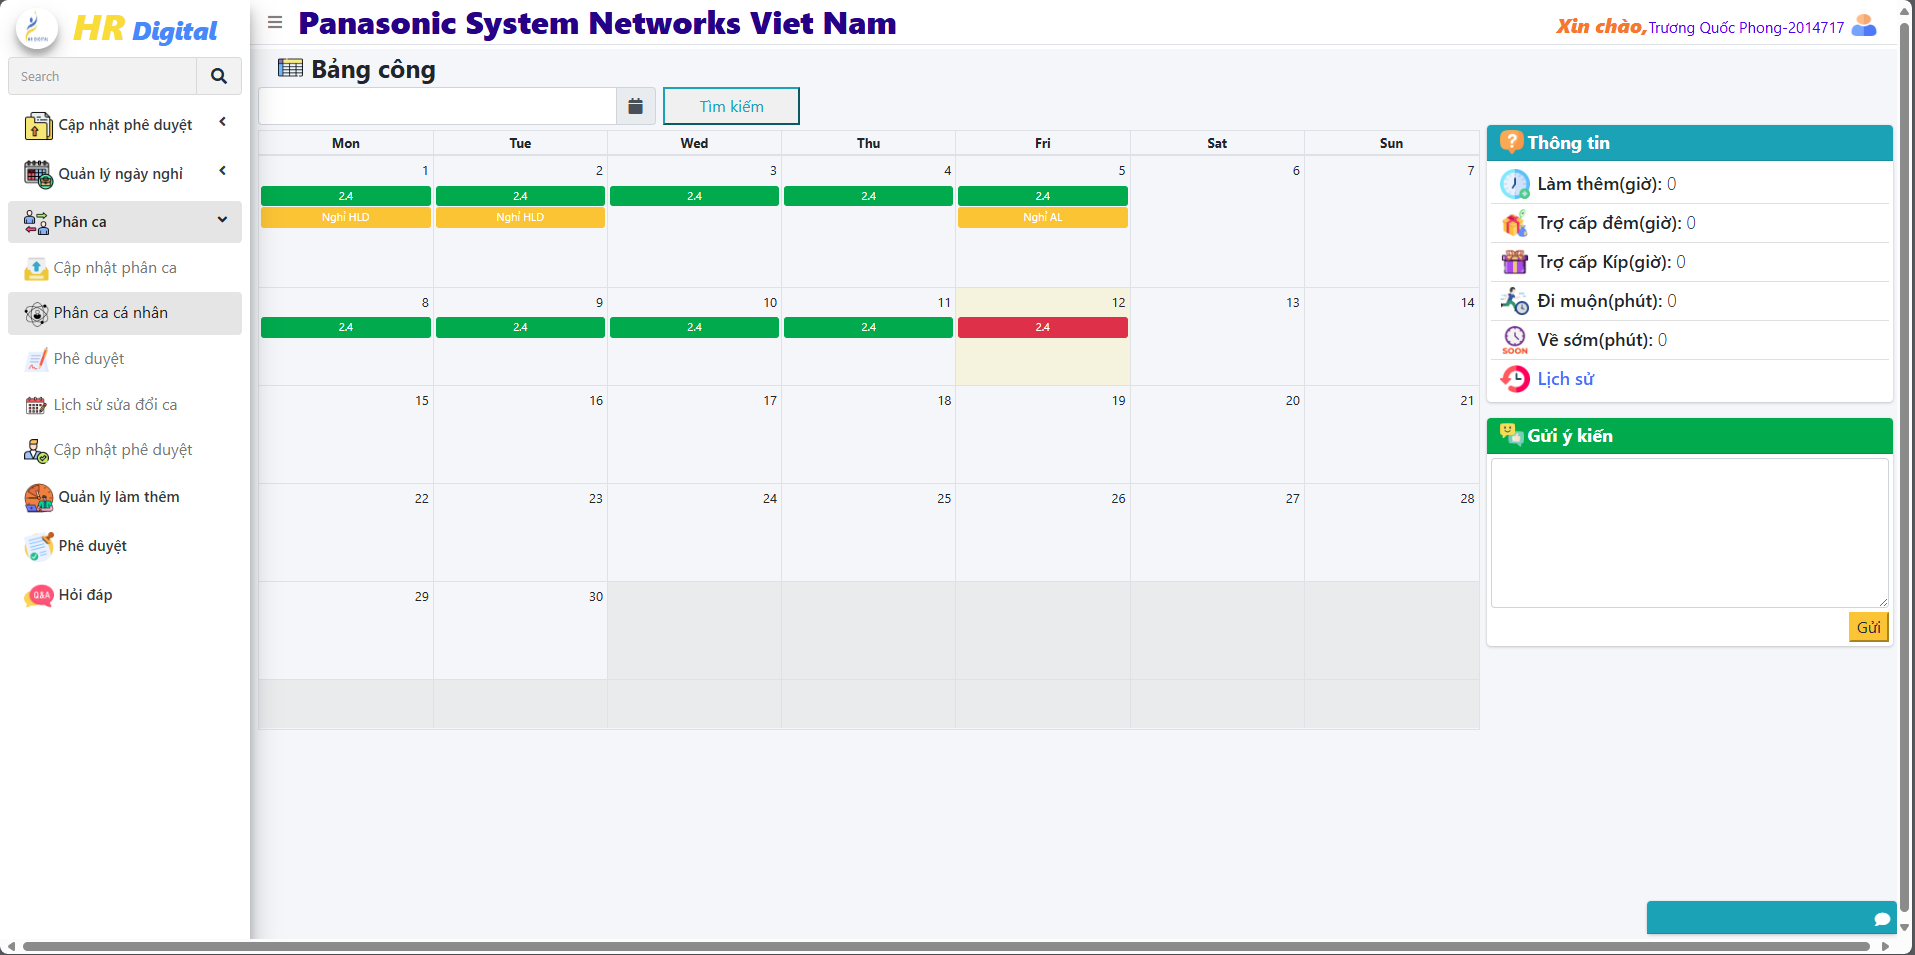 HR Digital
Panasonic System Networks Viet Nam
Xin chào,Trương Quốc Phong-2014717
Search
Cập nhật phê duyệt
Quản lý ngày nghỉ
Phân ca
Cập nhật phân ca
Phân ca cá nhân
Phê duyệt
Lịch sử sửa đổi ca
Cập nhật phê duyệt
Quản lý làm thêm
Phê duyệt
Q&A Hỏi đáp
Bảng công
Tìm kiếm
Mon Tue Wed Thu Fri Sat Sun
1 2 3 4 5 6 7
2.4 2.4 2.4 2.4 2.4
Nghỉ HLD Nghỉ HLD Nghỉ AL
8 9 10 11 12 13 14
2.4 2.4 2.4 2.4 2.4
15 16 17 18 19 20 21
22 23 24 25 26 27 28
29 30
Thông tin
Làm thêm(giờ): 0
Trợ cấp đêm(giờ): 0
Trợ cấp Kíp(giờ): 0
Đi muộn(phút): 0
SOON Về sớm(phút): 0
Lịch sử
Gửi ý kiến
Gửi